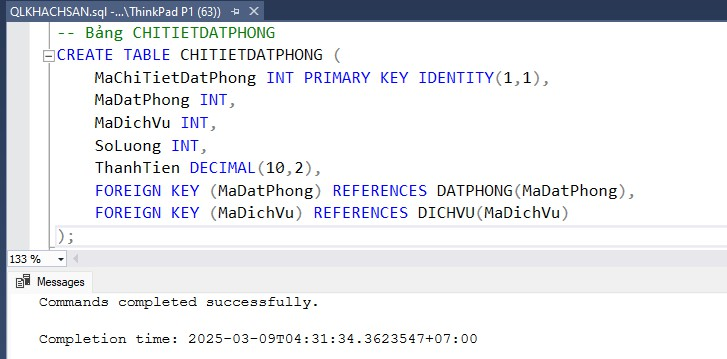 QLKHACHSAN.sql -...\ThinkPad P1 (63))
-- Bảng CHITIETDATPHONG
CREATE TABLE CHITIETDATPHONG (
MaChiTietDatPhong INT PRIMARY KEY IDENTITY(1,1),
MaDatPhong INT,
MaDichVu INT,
SoLuong INT,
ThanhTien DECIMAL(10,2),
FOREIGN KEY (MaDatPhong) REFERENCES DATPHONG(MaDatPhong),
FOREIGN KEY (MaDichVu) REFERENCES DICHVU(MaDichVu)
);
133 %
Messages
Commands completed successfully.
Completion time: 2025-03-09T04:31:34.3623547+07:00